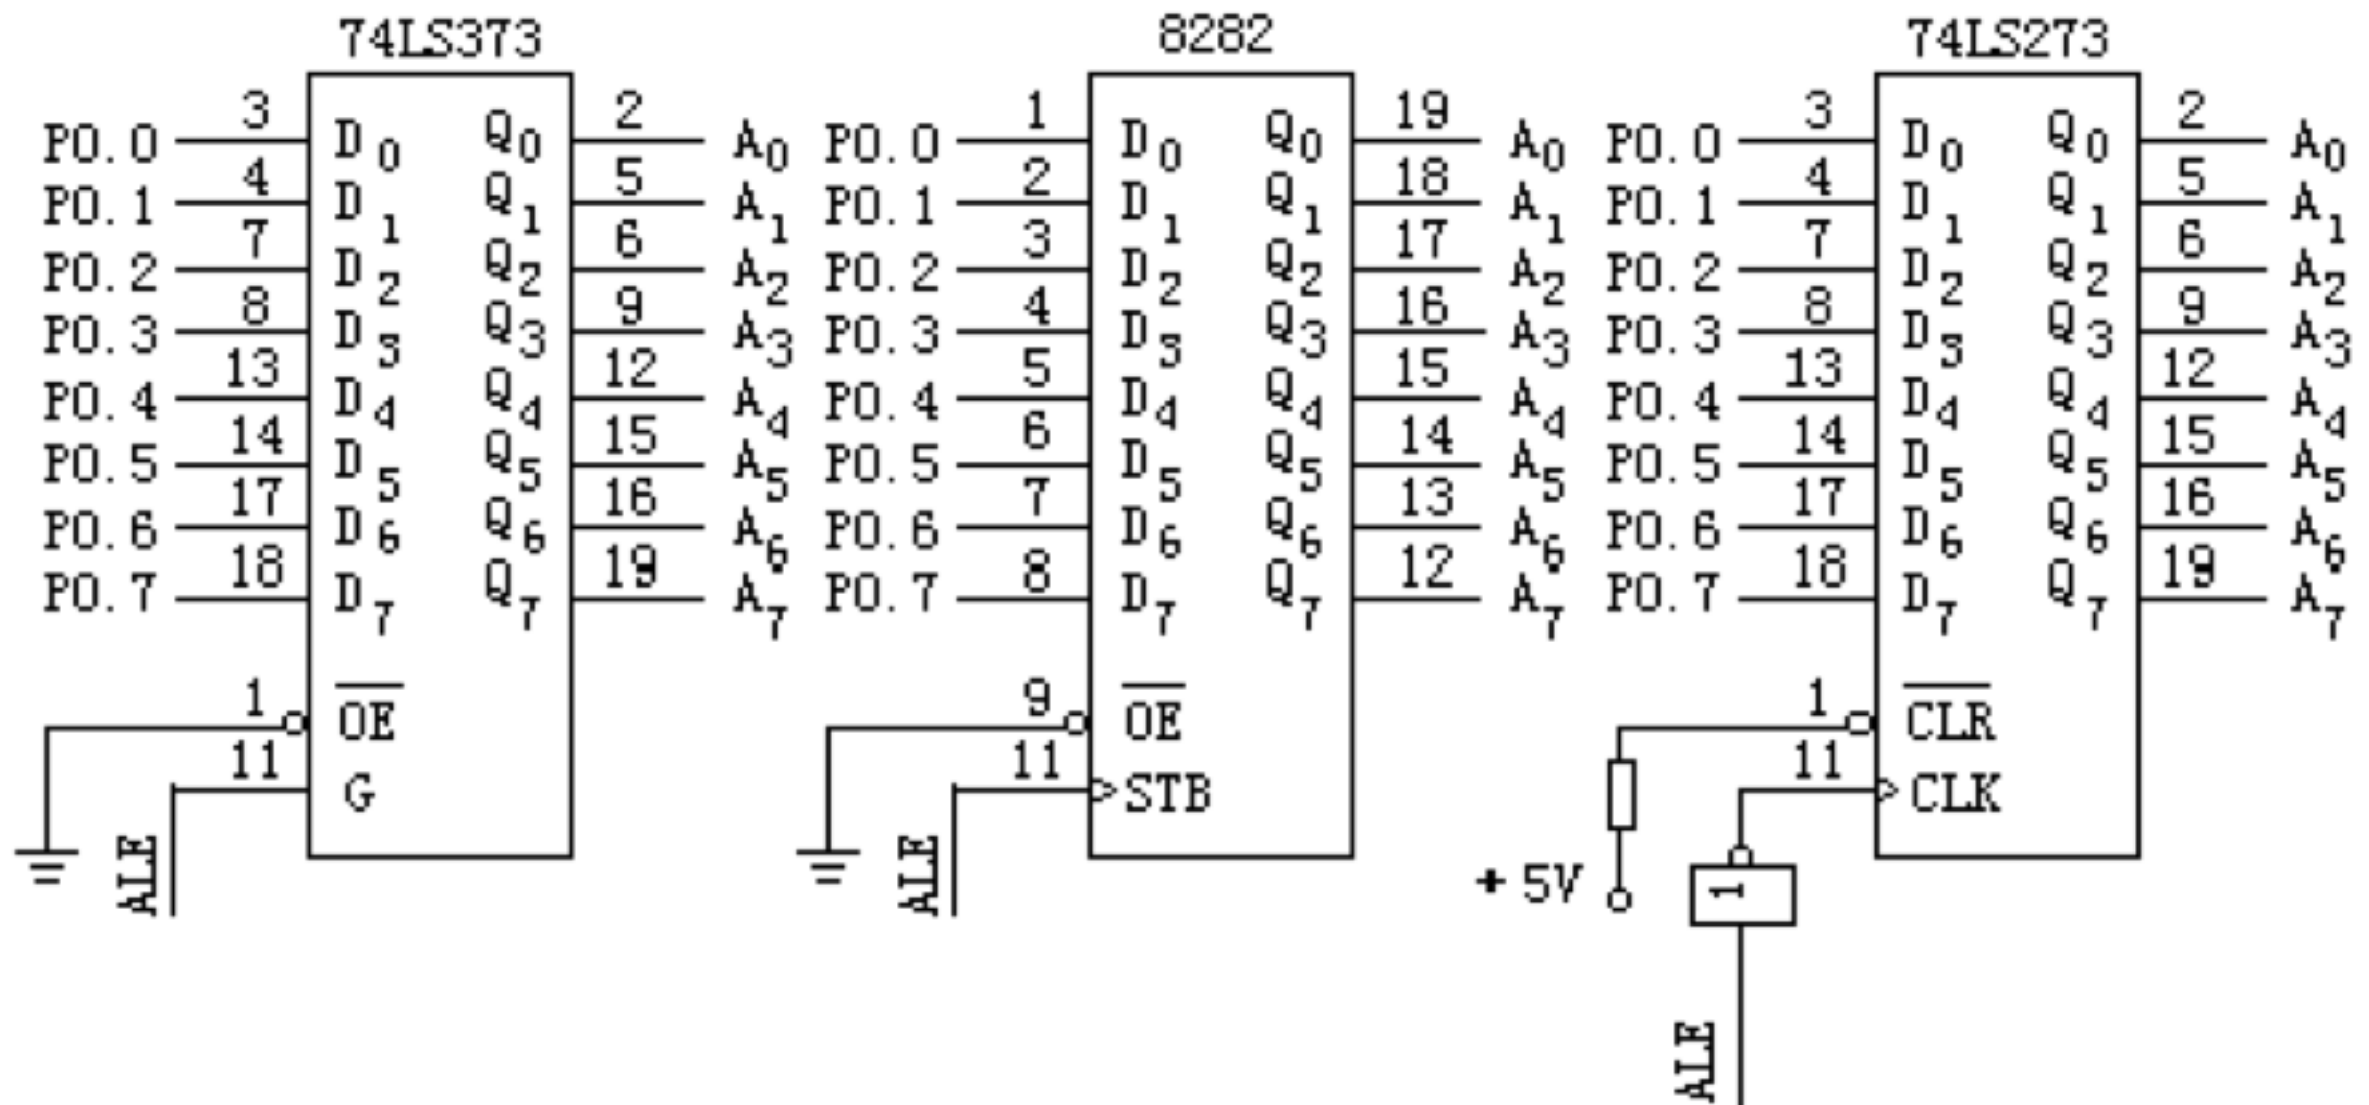 74LS373 8282 74LS273
3 2 1 19 3 2
P0.0 D0 Q0 A0 P0.0 D0 Q0 A0 P0.0 D0 Q0 A0
4 5 2 18 4 5
P0.1 D1 Q1 A1 P0.1 D1 Q1 A1 P0.1 D1 Q1 A1
7 6 3 17 7 6
P0.2 D2 Q2 A2 P0.2 D2 Q2 A2 P0.2 D2 Q2 A2
8 9 4 16 8 9
P0.3 D3 Q3 A3 P0.3 D3 Q3 A3 P0.3 D3 Q3 A3
13 12 5 15 13 12
P0.4 D4 Q4 A4 P0.4 D4 Q4 A4 P0.4 D4 Q4 A4
14 15 6 14 14 15
P0.5 D5 Q5 A5 P0.5 D5 Q5 A5 P0.5 D5 Q5 A5
17 16 7 13 17 16
P0.6 D6 Q6 A6 P0.6 D6 Q6 A6 P0.6 D6 Q6 A6
18 19 8 12 18 19
P0.7 D7 Q7 A7 P0.7 D7 Q7 A7 P0.7 D7 Q7 A7
1 OE 9 OE 1 CLR
11 G 11 STB 11 CLK
ALE ALE +5V 1
ALE